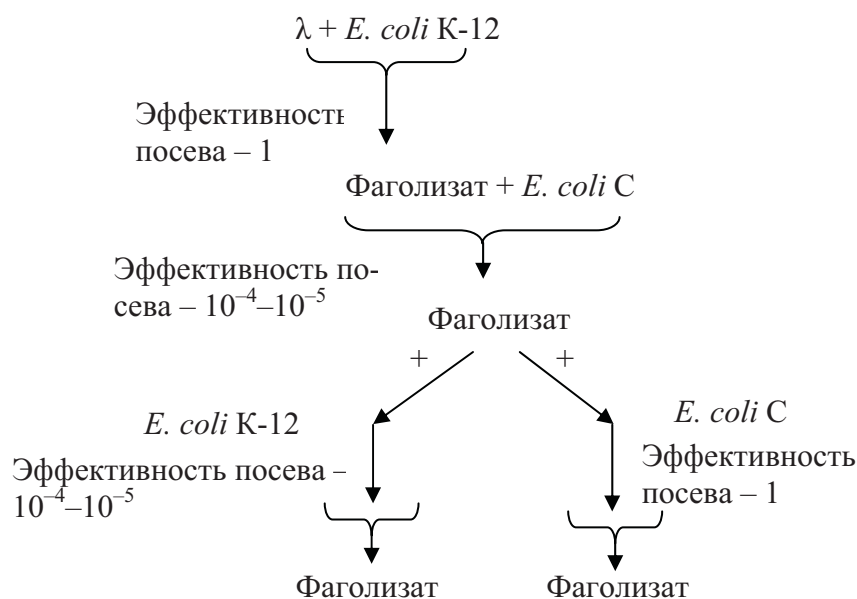 λ + E. coli К-12
Эффективность
посева – 1
Фаголизат + E. coli С
Эффективность по-
сева – 10⁻⁴–10⁻⁵
Фаголизат
+ +
E. coli К-12
E. coli С
Эффективность посева –
10⁻⁴–10⁻⁵
Эффективность
посева – 1
Фаголизат
Фаголизат